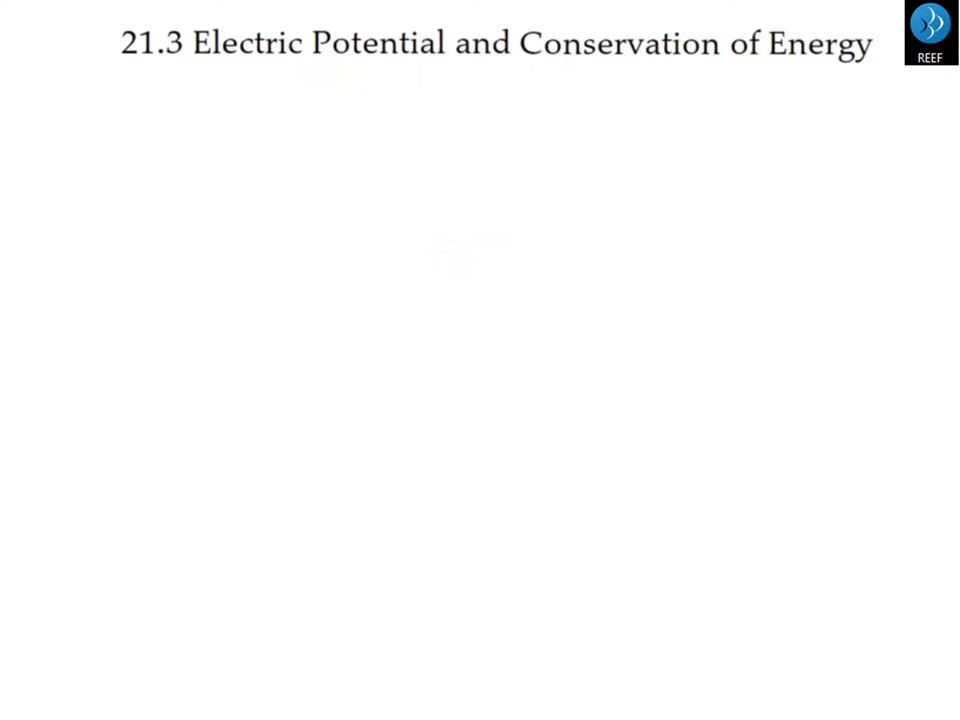 21.3 Electric Potential and Conservation of Energy
REEF